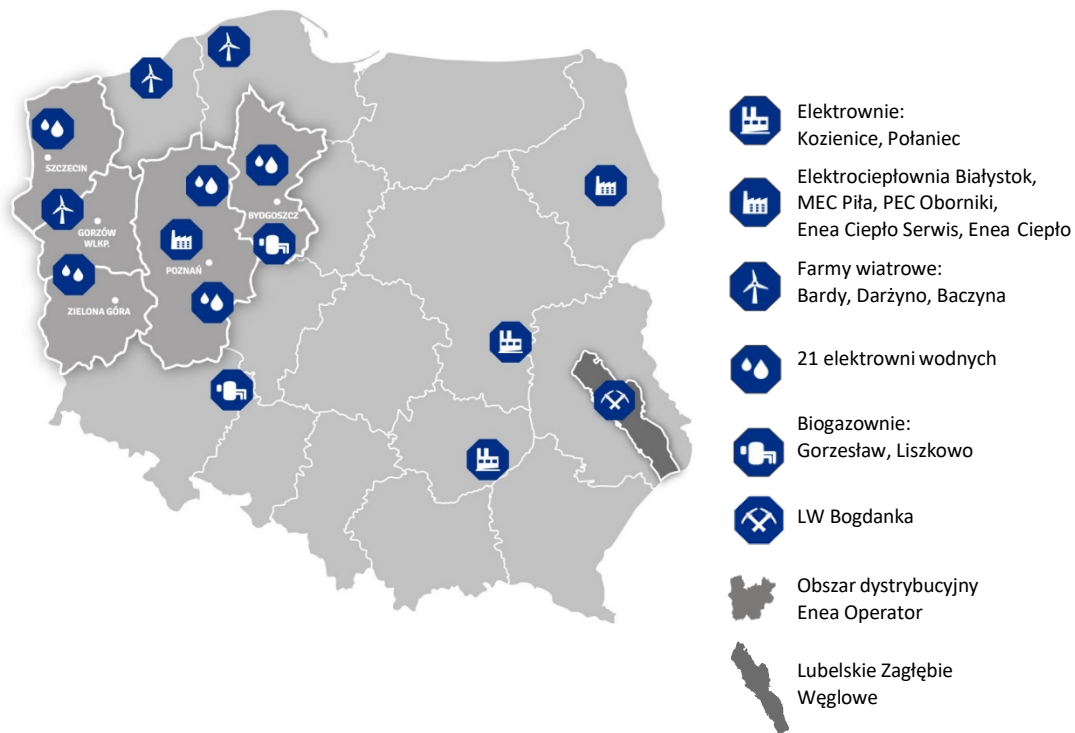 SZCZECIN
GORZÓW
WLKP.
ZIELONA GÓRA
POZNAŃ
BYDGOSZCZ
Elektrownie:
Kozienice, Połaniec
Elektrociepłownia Białystok,
MEC Piła, PEC Oborniki,
Enea Ciepło Serwis, Enea Ciepło
Farmy wiatrowe:
Bardy, Darżyno, Baczyna
21 elektrowni wodnych
Biogazownie:
Gorzesław, Liszkowo
LW Bogdanka
Obszar dystrybucyjny
Enea Operator
Lubelskie Zagłębie
Węglowe